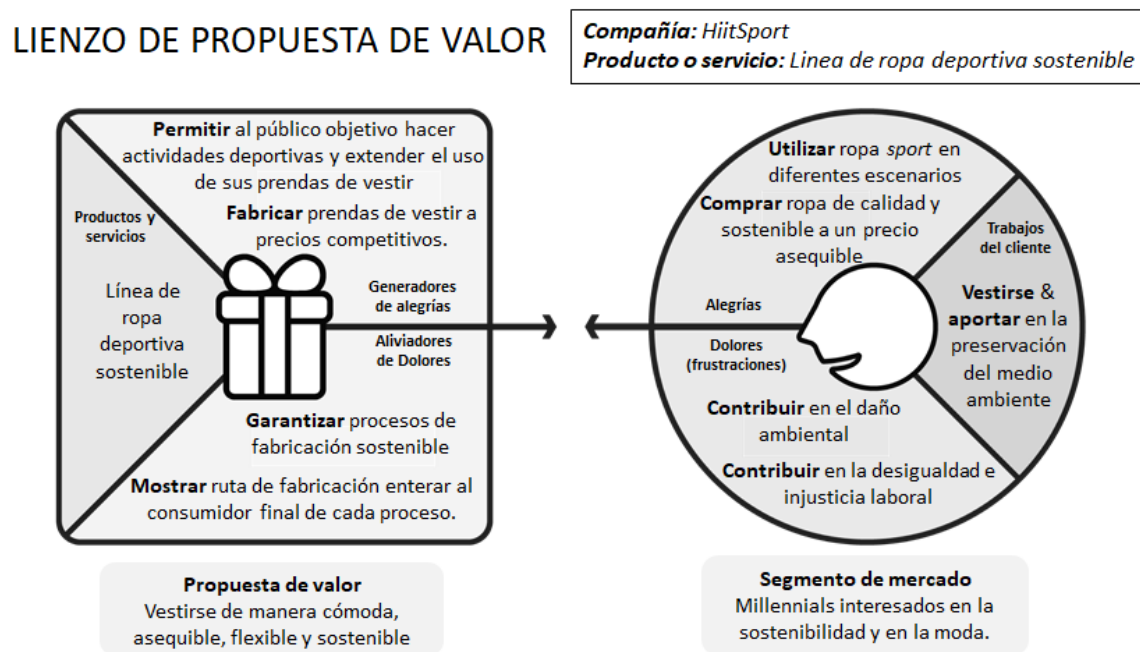 LIENZO DE PROPUESTA DE VALOR
Compañía: HiitSport
Producto o servicio: Linea de ropa deportiva sostenible
Permitir al público objetivo hacer
actividades deportivas y extender el uso
de sus prendas de vestir
Fabricar prendas de vestir a
precios competitivos.
Productos y
servicios
Línea de
ropa
deportiva
sostenible
Generadores
de alegrías
Aliviadores
de Dolores
Garantizar procesos de
fabricación sostenible
Mostrar ruta de fabricación enterar al
consumidor final de cada proceso.
Propuesta de valor
Vestirse de manera cómoda,
asequible, flexible y sostenible
Utilizar ropa sport en
diferentes escenarios
Comprar ropa de calidad y
sostenible a un precio
asequible
Alegrías
Dolores
(frustraciones)
Trabajos
del cliente
Vestirse &
aportar en la
preservación
del medio
ambiente
Contribuir en el daño
ambiental
Contribuir en la desigualdad e
injusticia laboral
Segmento de mercado
Millennials interesados en la
sostenibilidad y en la moda.